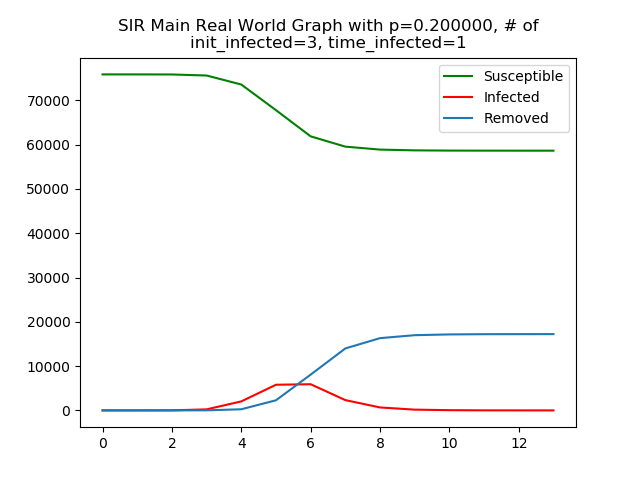 SIR Main Real World Graph with p=0.200000, # of
init_infected=3, time_infected=1
Susceptible
Infected
Removed
70000
60000
50000
40000
30000
20000
10000
0
0 2 4 6 8 10 12